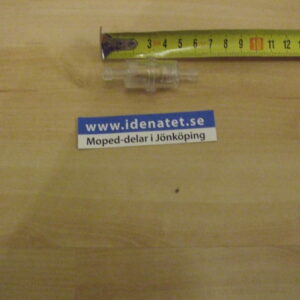 3 4 5 6 7 8 9 10 11 12
www.idenatet.se
Moped-delar i Jönköping